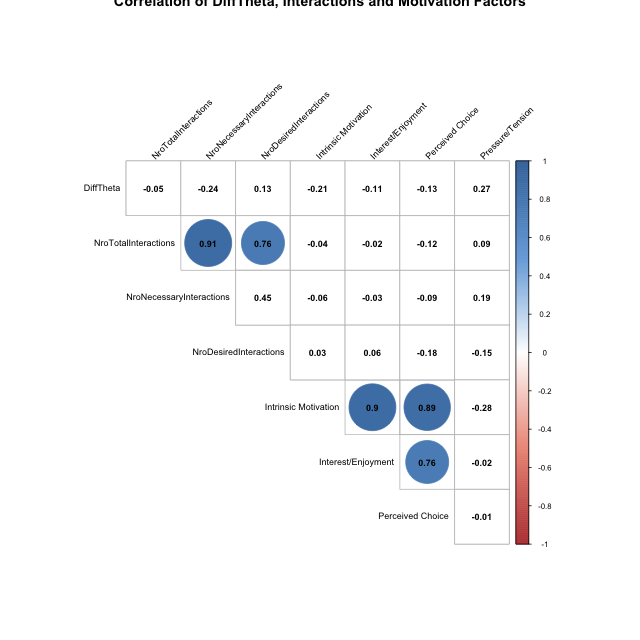 Correlation of DiffTheta, Interactions and Motivation Factors
NroTotalInteractions
NroNecessaryInteractions
NroDesiredInteractions
Intrinsic Motivation
Interest/Enjoyment
Perceived Choice
Pressure/Tension
DiffTheta -0.05 -0.24 0.13 -0.21 -0.11 -0.13 0.27
NroTotalInteractions 0.91 0.76 -0.04 -0.02 -0.12 0.09
NroNecessaryInteractions 0.45 -0.06 -0.03 -0.09 0.19
NroDesiredInteractions 0.03 0.06 -0.18 -0.15
Intrinsic Motivation 0.9 0.89 -0.28
Interest/Enjoyment 0.76 -0.02
Perceived Choice -0.01
1
0.8
0.6
0.4
0.2
0
-0.2
-0.4
-0.6
-0.8
-1